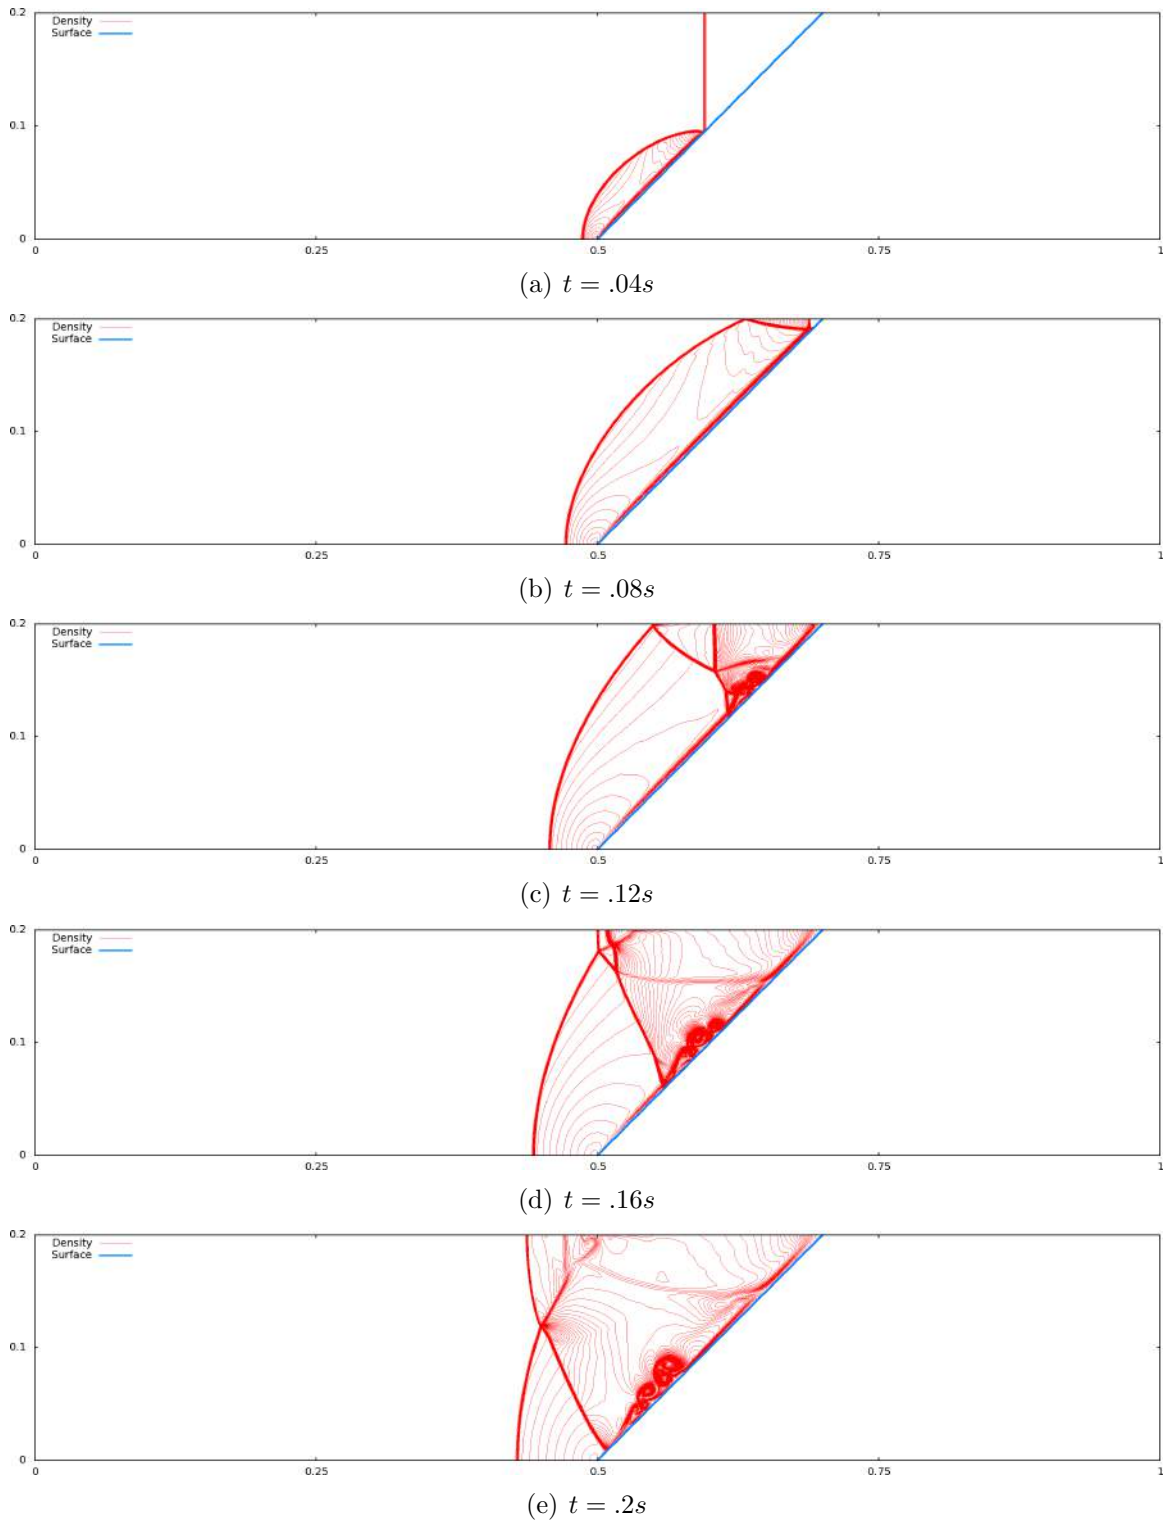 0.2
Density
Surface
0.1
0
0 0.25 0.5 0.75 1
(a) t = .04s
0.2
Density
Surface
0.1
0
0 0.25 0.5 0.75 1
(b) t = .08s
0.2
Density
Surface
0.1
0
0 0.25 0.5 0.75 1
(c) t = .12s
0.2
Density
Surface
0.1
0
0 0.25 0.5 0.75 1
(d) t = .16s
0.2
Density
Surface
0.1
0
0 0.25 0.5 0.75 1
(e) t = .2s